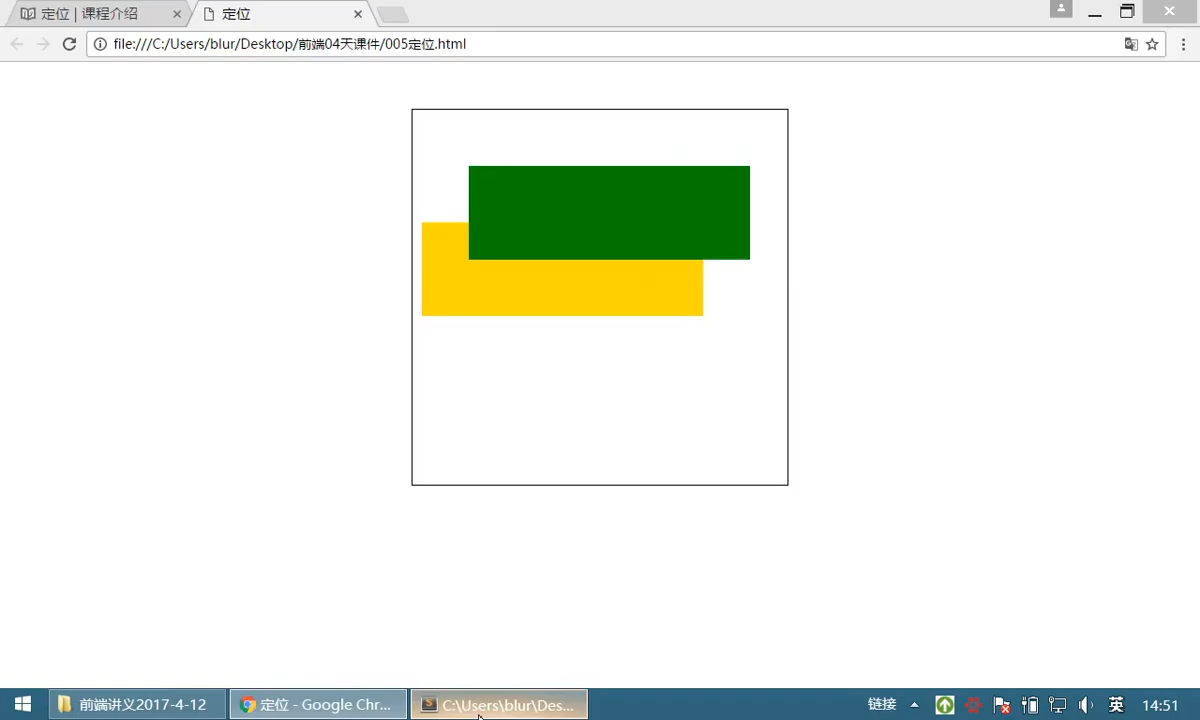 定位 | 课程介绍
定位
file:///C:/Users/blur/Desktop/前端04天课件/005定位.html
前端讲义2017-4-12
定位 - Google Chr...
C:\Users\blur\Des...
链接
英
14:51